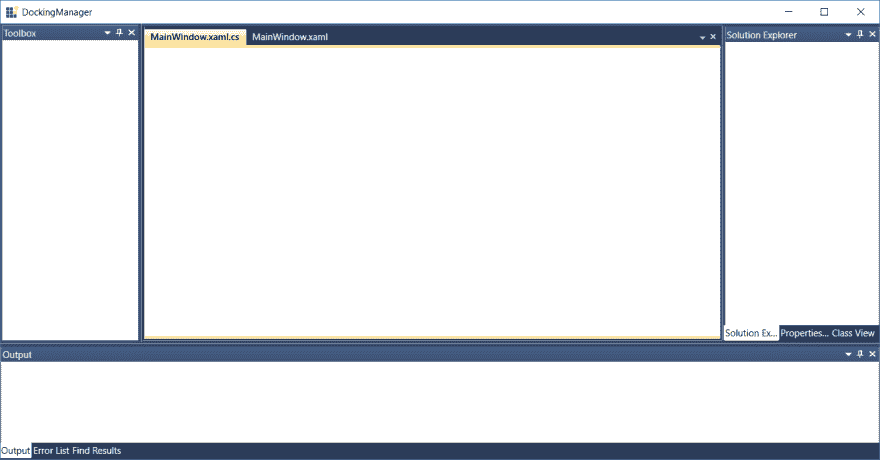 DockingManager
Toolbox
MainWindow.xaml.cs MainWindow.xaml
Solution Explorer
Solution Ex... Properties... Class View
Output
Output Error List Find Results